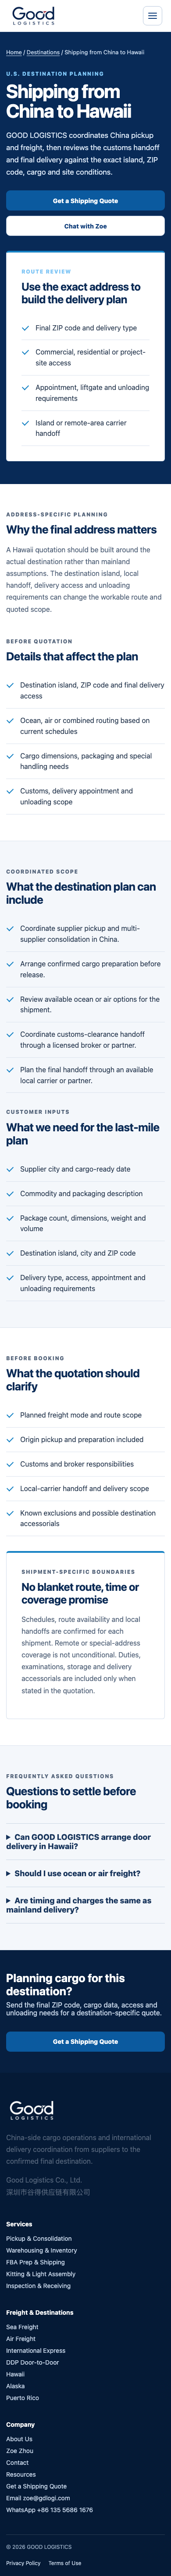 Good
LOGISTICS
Home / Destinations / Shipping from China to Hawaii
U.S. DESTINATION PLANNING
Shipping from
China to Hawaii
GOOD LOGISTICS coordinates China pickup
and freight, then reviews the customs handoff
and final delivery against the exact island, ZIP
code, cargo and site conditions.
Get a Shipping Quote
Chat with Zoe
ROUTE REVIEW
Use the exact address to
build the delivery plan
Final ZIP code and delivery type
Commercial, residential or project-
site access
Appointment, liftgate and unloading
requirements
Island or remote-area carrier
handoff
ADDRESS-SPECIFIC PLANNING
Why the final address matters
A Hawaii quotation should be built around the
actual destination rather than mainland
assumptions. The destination island, local
handoff, delivery access and unloading
requirements can change the workable route and
quoted scope.
BEFORE QUOTATION
Details that affect the plan
Destination island, ZIP code and final delivery
access
Ocean, air or combined routing based on
current schedules
Cargo dimensions, packaging and special
handling needs
Customs, delivery appointment and
unloading scope
COORDINATED SCOPE
What the destination plan can
include
Coordinate supplier pickup and multi-
supplier consolidation in China.
Arrange confirmed cargo preparation before
release.
Review available ocean or air options for the
shipment.
Coordinate customs-clearance handoff
through a licensed broker or partner.
Plan the final handoff through an available
local carrier or partner.
CUSTOMER INPUTS
What we need for the last-mile
plan
Supplier city and cargo-ready date
Commodity and packaging description
Package count, dimensions, weight and
volume
Destination island, city and ZIP code
Delivery type, access, appointment and
unloading requirements
BEFORE BOOKING
What the quotation should
clarify
Planned freight mode and route scope
Origin pickup and preparation included
Customs and broker responsibilities
Local-carrier handoff and delivery scope
Known exclusions and possible destination
accessorials
SHIPMENT-SPECIFIC BOUNDARIES
No blanket route, time or
coverage promise
Schedules, route availability and local
handoffs are confirmed for each
shipment. Remote or special-address
coverage is not unconditional. Duties,
examinations, storage and delivery
accessorials are included only when
stated in the quotation.
FREQUENTLY ASKED QUESTIONS
Questions to settle before
booking
Can GOOD LOGISTICS arrange door
delivery in Hawaii?
Should I use ocean or air freight?
Are timing and charges the same as
mainland delivery?
Planning cargo for this
destination?
Send the final ZIP code, cargo data, access and
unloading needs for a destination-specific quote.
Get a Shipping Quote
Good
LOGISTICS
China-side cargo operations and international
delivery coordination from suppliers to the
confirmed final destination.
Good Logistics Co., Ltd.
深圳市谷得供应链有限公司
Services
Pickup & Consolidation
Warehousing & Inventory
FBA Prep & Shipping
Kitting & Light Assembly
Inspection & Receiving
Freight & Destinations
Sea Freight
Air Freight
International Express
DDP Door-to-Door
Hawaii
Alaska
Puerto Rico
Company
About Us
Zoe Zhou
Contact
Resources
Get a Shipping Quote
Email zoe@gdlogi.com
WhatsApp +86 135 5686 1676
© 2026 GOOD LOGISTICS
Privacy Policy Terms of Use